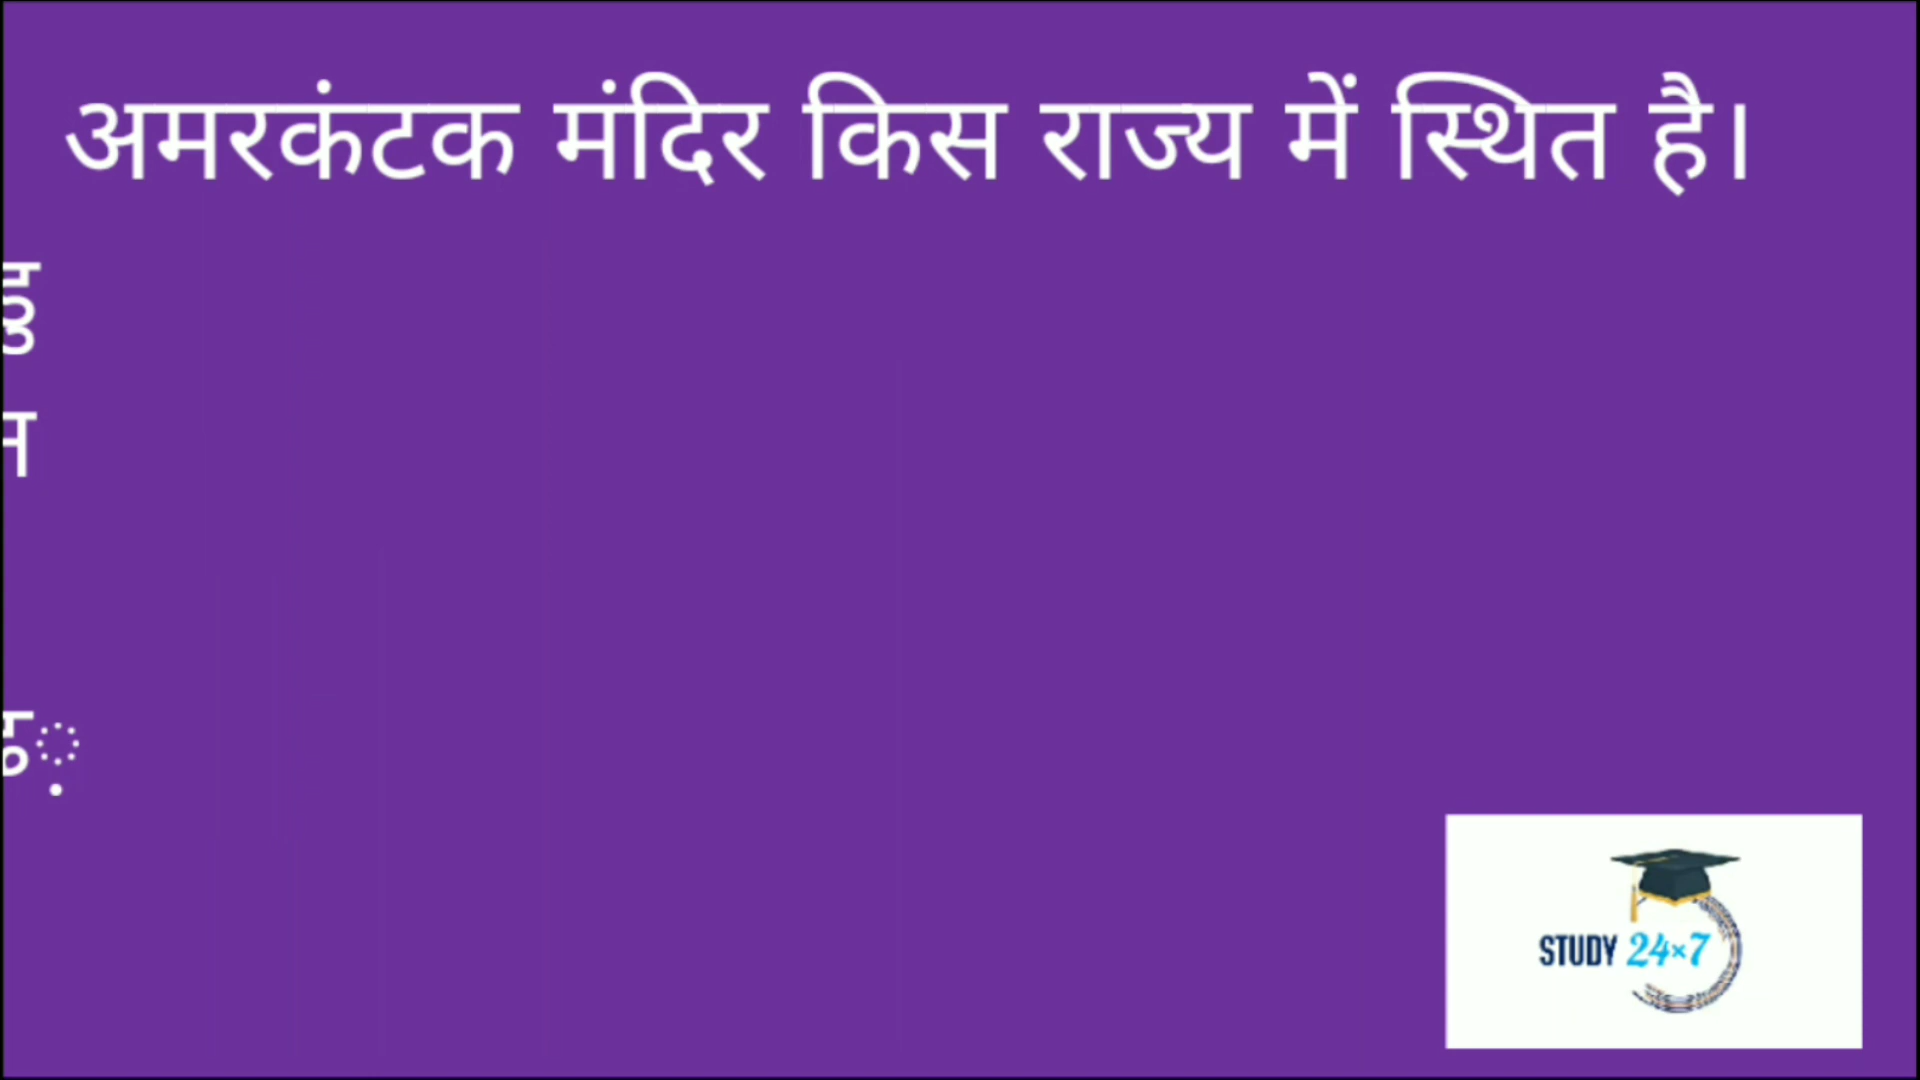 अमरकंटक मंदिर किस राज्य में स्थित है।
STUDY 24×7